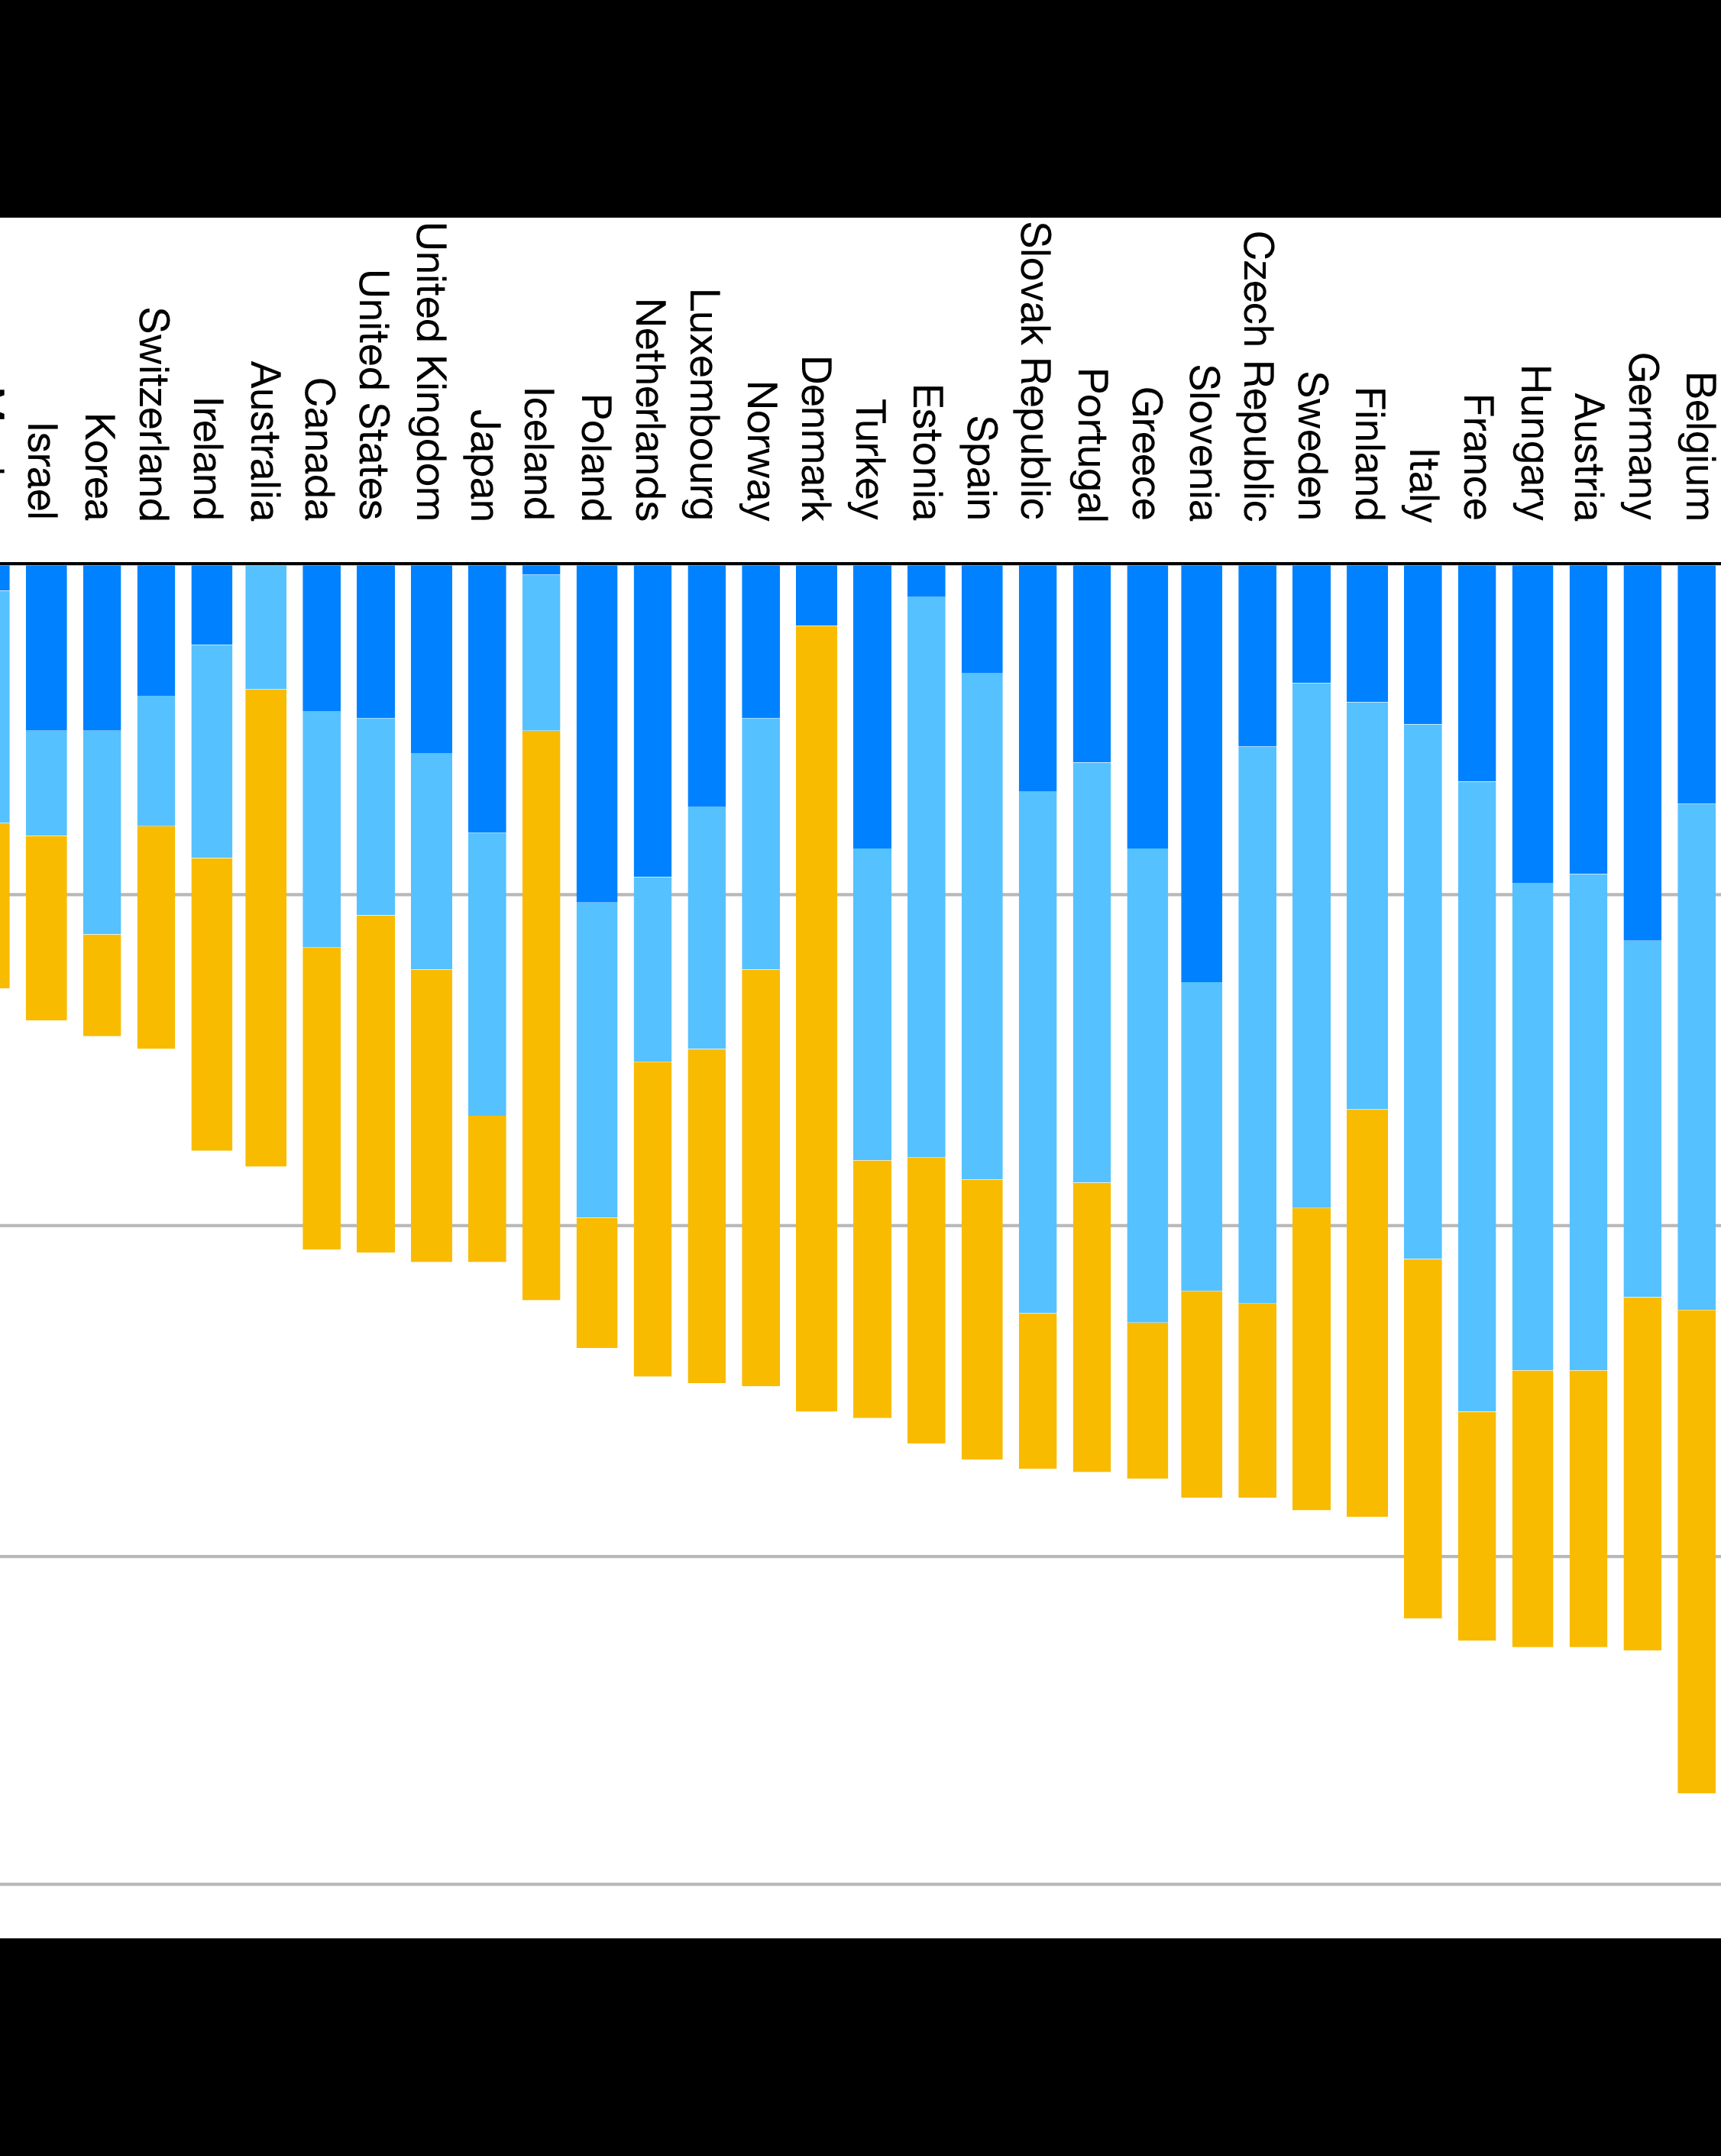 Belgium
Germany
Austria
Hungary
France
Italy
Finland
Sweden
Czech Republic
Slovenia
Greece
Portugal
Slovak Republic
Spain
Estonia
Turkey
Denmark
Norway
Luxembourg
Netherlands
Poland
Iceland
Japan
United Kingdom
United States
Canada
Australia
Ireland
Switzerland
Korea
Israel